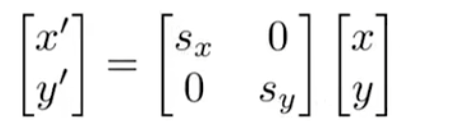 [x′] = [s_x 0] [x]
[y′] [0 s_y] [y]